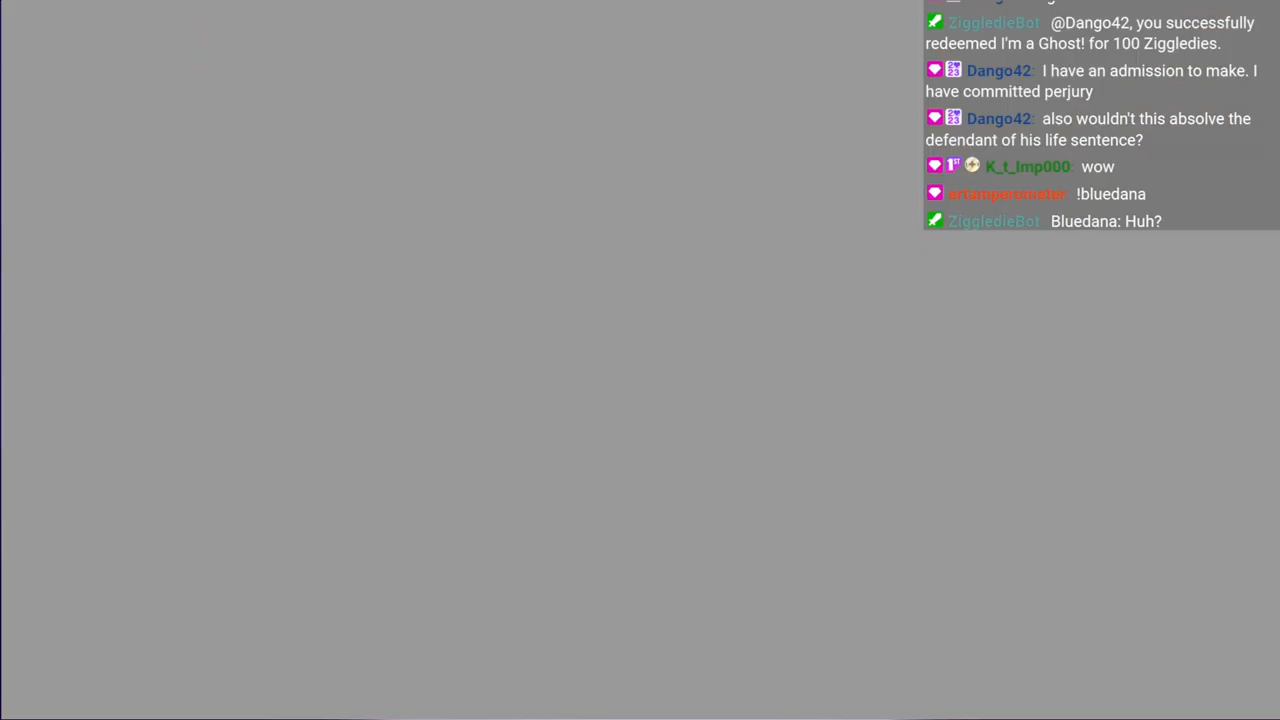 ZiggledieBot @Dango42, you successfully
redeemed I'm a Ghost! for 100 Ziggledies.
Dango42: I have an admission to make. I
have committed perjury
Dango42: also wouldn't this absolve the
defendant of his life sentence?
K_t_Imp000: wow
artamperometer: !bluedana
ZiggledieBot Bluedana: Huh?